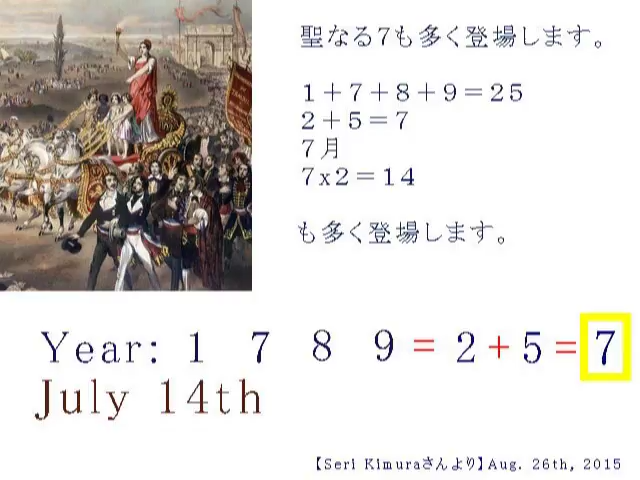 聖なる７も多く登場します。
１＋７＋８＋９＝２５
２＋５＝７
７月
７x２＝１４
も多く登場します。
Year: 1 7 8 9 = 2 + 5 = 7
July 14th
【Seri Kimuraさんより】Aug. 26th, 2015